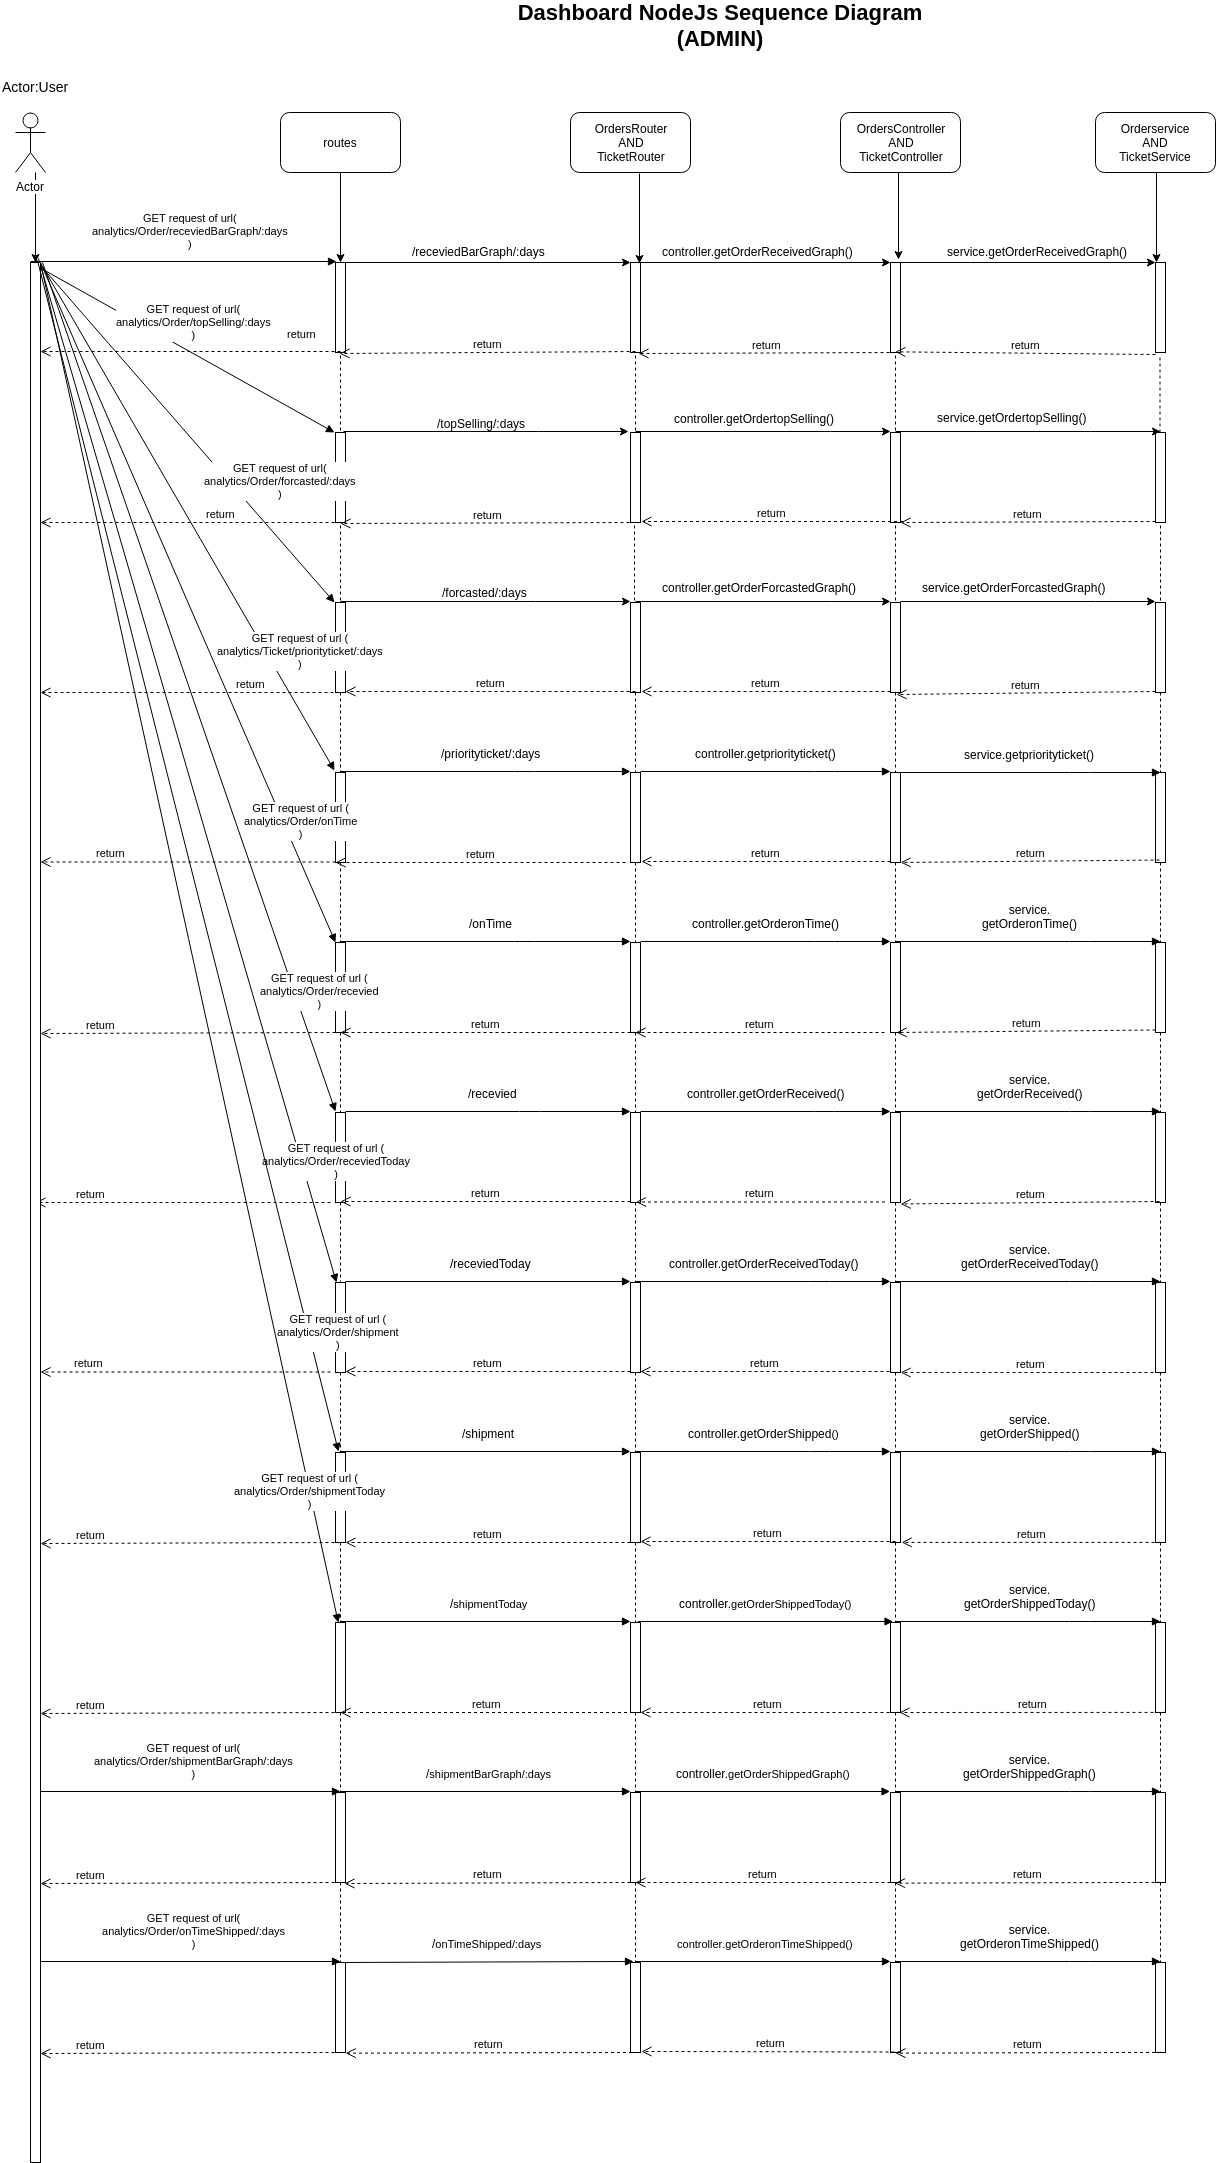 Dashboard NodeJs Sequence Diagram
(ADMIN)
Actor:User
Actor
routes
OrdersRouter
AND
TicketRouter
OrdersController
AND
TicketController
Orderservice
AND
TicketService
GET request of url(
analytics/Order/receviedBarGraph/:days
)
/receviedBarGraph/:days
controller.getOrderReceivedGraph()
service.getOrderReceivedGraph()
GET request of url(
analytics/Order/topSelling/:days
)
return
return
return
return
/topSelling/:days
controller.getOrdertopSelling()
service.getOrdertopSelling()
GET request of url(
analytics/Order/forcasted/:days
)
return
return
return
return
/forcasted/:days
controller.getOrderForcastedGraph()
service.getOrderForcastedGraph()
GET request of url (
analytics/Ticket/priorityticket/:days
)
return
return
return
return
/priorityticket/:days
controller.getpriorityticket()
service.getpriorityticket()
GET request of url (
analytics/Order/onTime
)
return
return
return
return
/onTime
controller.getOrderonTime()
service.
getOrderonTime()
GET request of url (
analytics/Order/recevied
)
return
return
return
return
/recevied
controller.getOrderReceived()
service.
getOrderReceived()
GET request of url (
analytics/Order/receviedToday
)
return
return
return
return
/receviedToday
controller.getOrderReceivedToday()
service.
getOrderReceivedToday()
GET request of url (
analytics/Order/shipment
)
return
return
return
return
/shipment
controller.getOrderShipped()
service.
getOrderShipped()
GET request of url (
analytics/Order/shipmentToday
)
return
return
return
return
/shipmentToday
controller.getOrderShippedToday()
service.
getOrderShippedToday()
return
return
return
return
GET request of url(
analytics/Order/shipmentBarGraph/:days
)
/shipmentBarGraph/:days
controller.getOrderShippedGraph()
service.
getOrderShippedGraph()
return
return
return
return
GET request of url(
analytics/Order/onTimeShipped/:days
)
/onTimeShipped/:days
controller.getOrderonTimeShipped()
service.
getOrderonTimeShipped()
return
return
return
return